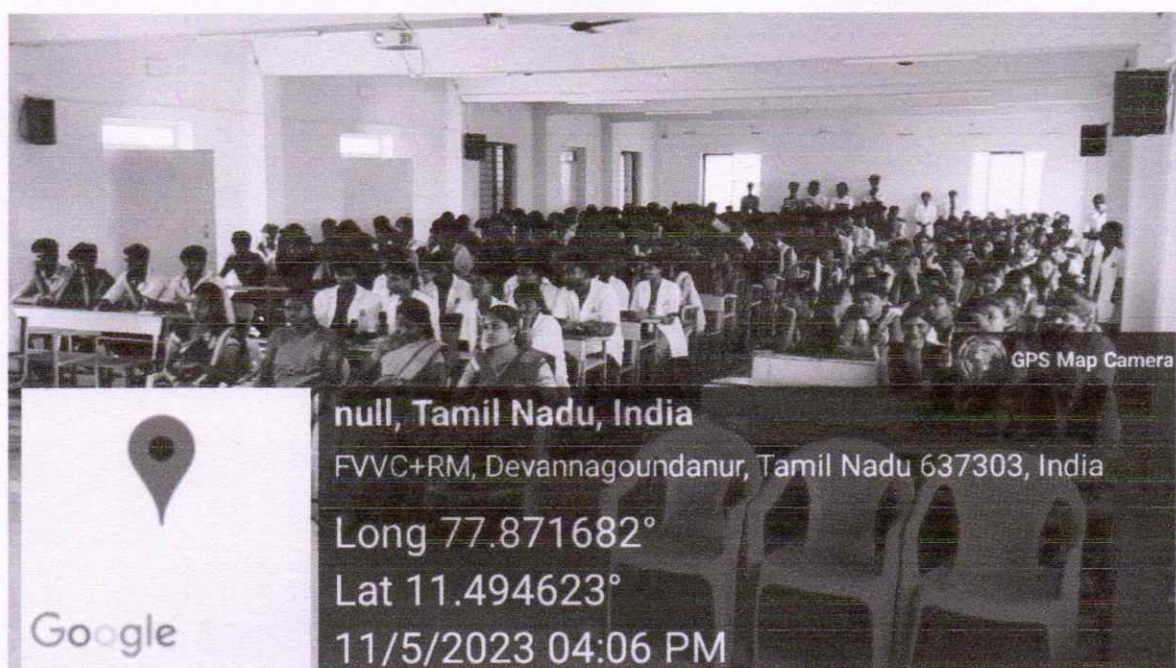 GPS Map Camera
null, Tamil Nadu, India
FVVC+RM, Devannagoundanur, Tamil Nadu 637303, India
Long 77.871682°
Lat 11.494623°
11/5/2023 04:06 PM
Google